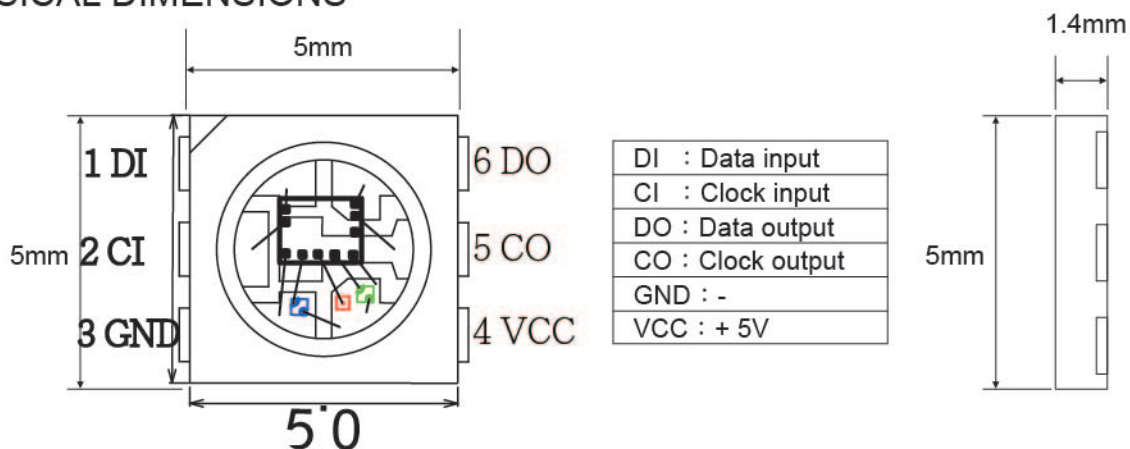 SICAL DIMENSIONS
5mm
1.4mm
1 DI
6 DO
5mm
2 CI
5 CO
3 GND
4 VCC
5.0
DI : Data input
CI : Clock input
DO : Data output
CO : Clock output
GND : -
VCC : + 5V
5mm